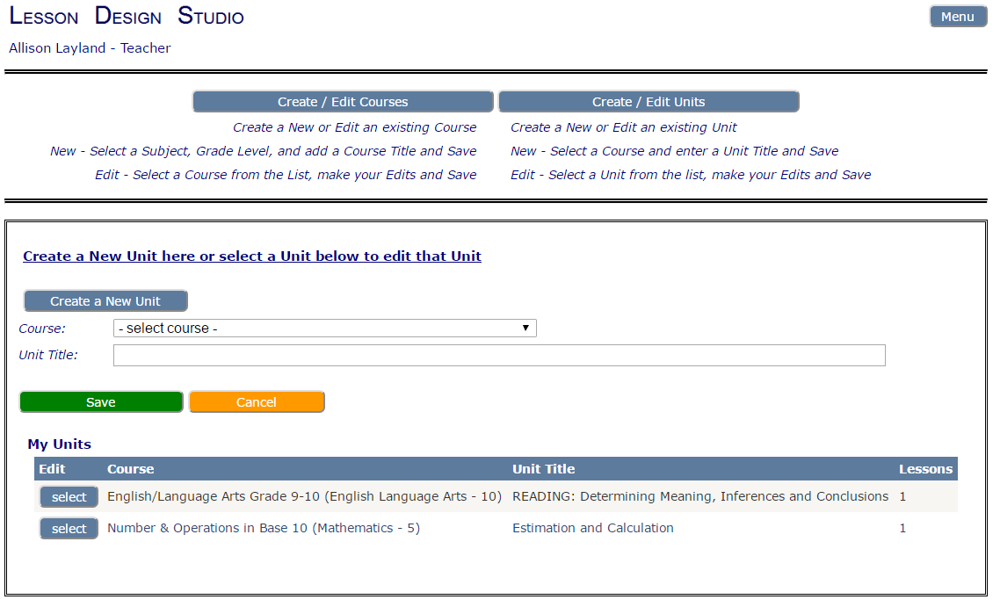 Lesson Design Studio
Menu
Allison Layland - Teacher
Create / Edit Courses
Create / Edit Units
Create a New or Edit an existing Course
Create a New or Edit an existing Unit
New - Select a Subject, Grade Level, and add a Course Title and Save
New - Select a Course and enter a Unit Title and Save
Edit - Select a Course from the List, make your Edits and Save
Edit - Select a Unit from the list, make your Edits and Save
Create a New Unit here or select a Unit below to edit that Unit
Create a New Unit
Course: - select course -
Unit Title:
Save Cancel
My Units
Edit Course Unit Title Lessons
select English/Language Arts Grade 9-10 (English Language Arts - 10) READING: Determining Meaning, Inferences and Conclusions 1
select Number & Operations in Base 10 (Mathematics - 5) Estimation and Calculation 1